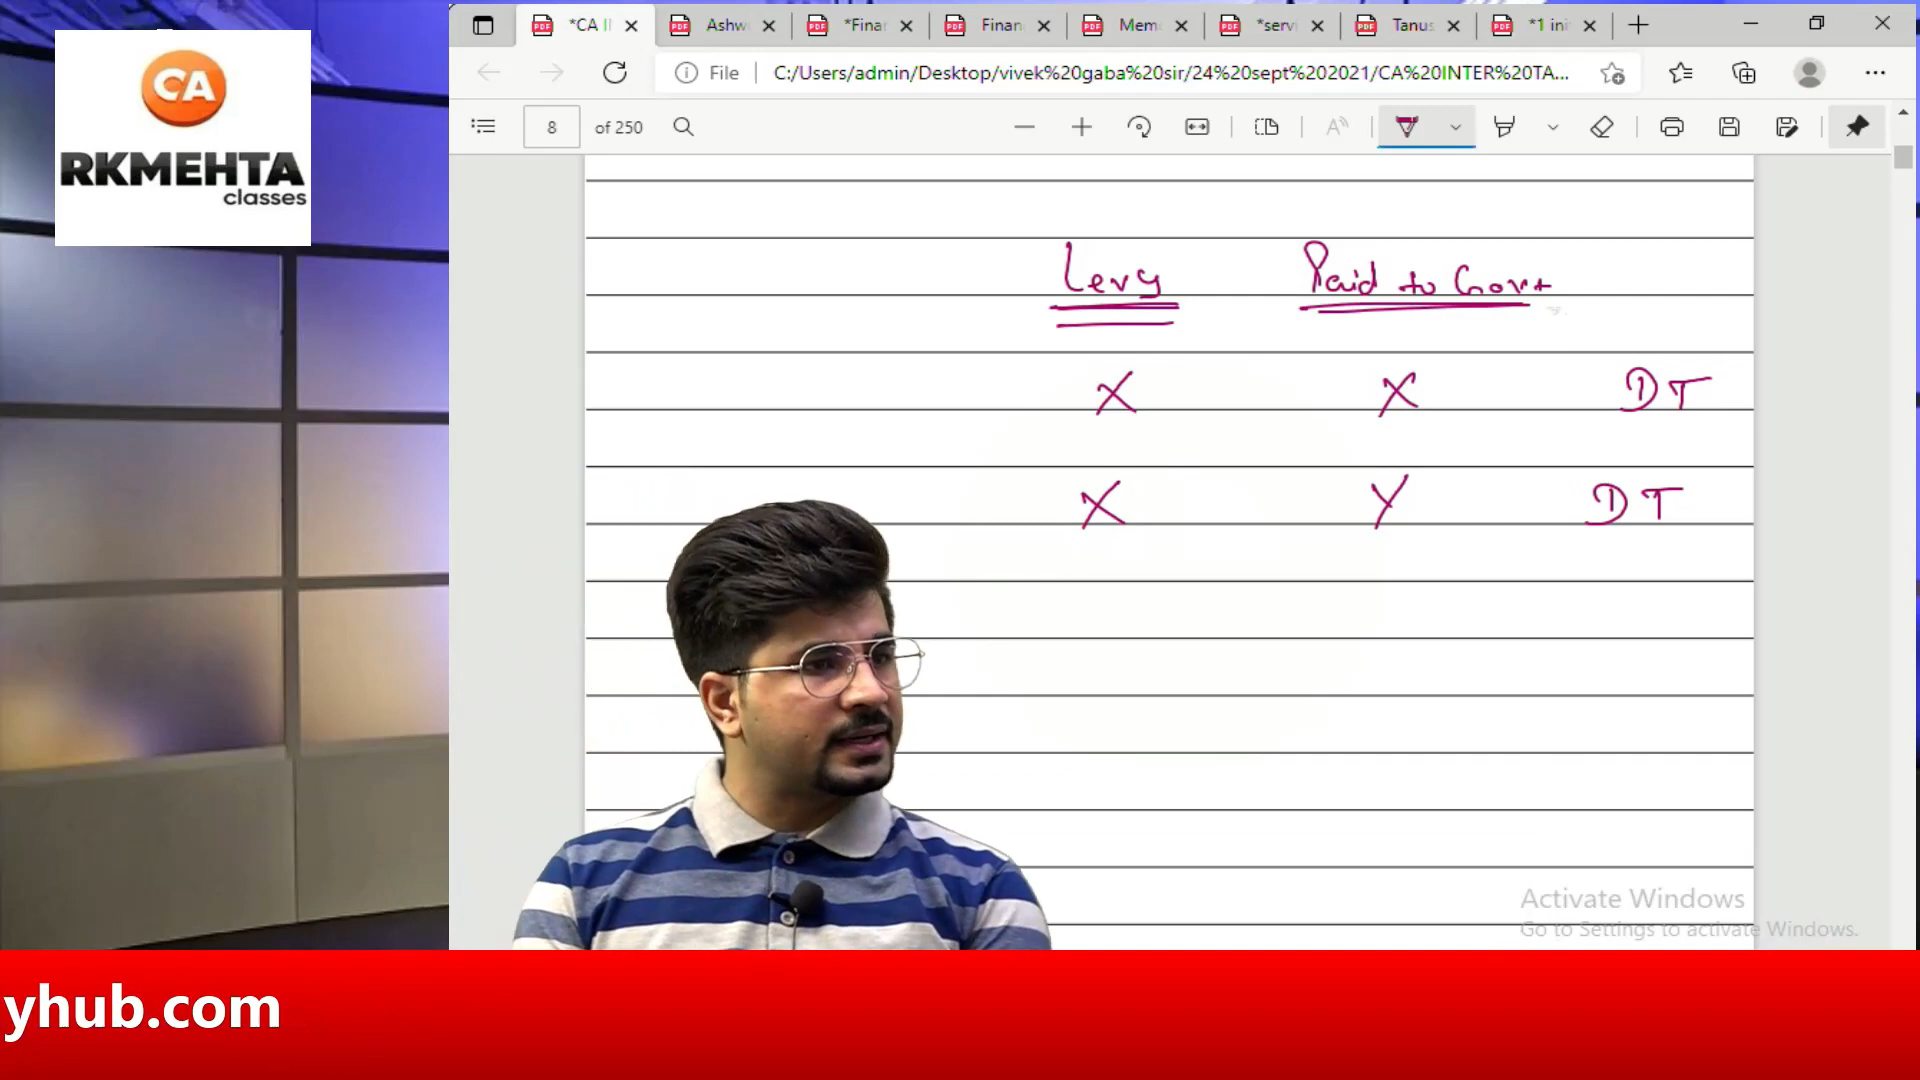 *CA II
Ashw
*Finar
Finan
Mem
*servi
Tanus
*1 ini
File
C:/Users/admin/Desktop/vivek%20gaba%20sir/24%20sept%202021/CA%20INTER%20TA...
8 of 250
CA
RKMEHTA
classes
Levy Paid to Govt
X X DT
X Y DT
Activate Windows
Go to Settings to activate Windows.
yhub.com